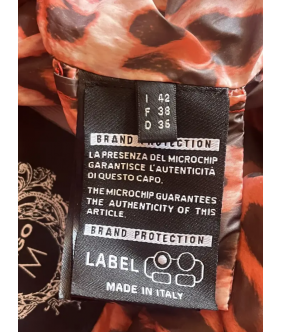 I 42
F 38
D 36
BRAND PROTECTION
LA PRESENZA DEL MICROCHIP
GARANTISCE L'AUTENTICITÀ
DI QUESTO CAPO.
THE MICROCHIP GUARANTEES
THE AUTHENTICITY OF THIS
ARTICLE.
BRAND PROTECTION
LABEL
MADE IN ITALY